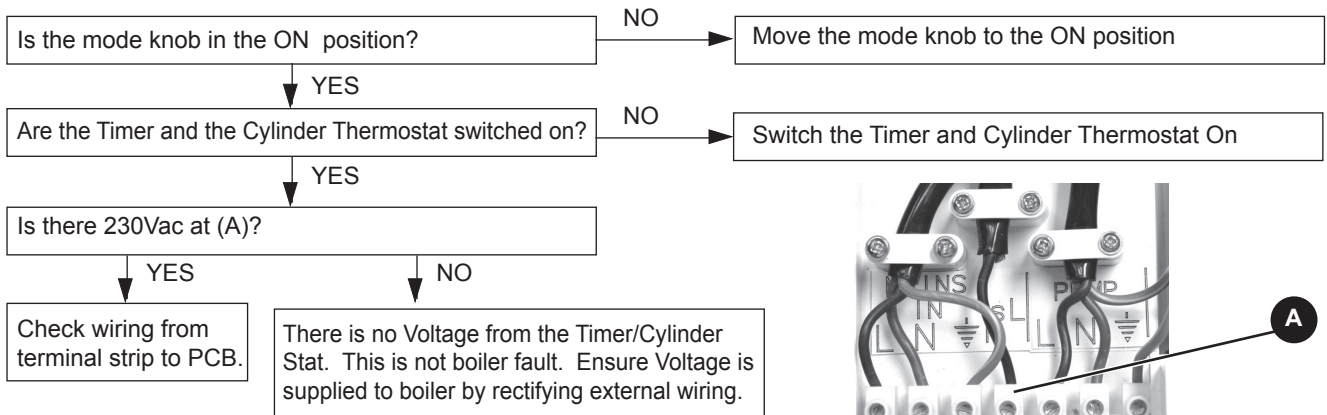 Is the mode knob in the ON position?
NO
Move the mode knob to the ON position
YES
Are the Timer and the Cylinder Thermostat switched on?
NO
Switch the Timer and Cylinder Thermostat On
YES
Is there 230Vac at (A)?
YES
NO
Check wiring from
terminal strip to PCB.
There is no Voltage from the Timer/Cylinder
Stat. This is not boiler fault. Ensure Voltage is
supplied to boiler by rectifying external wiring.
IN
L N SL
L N
A